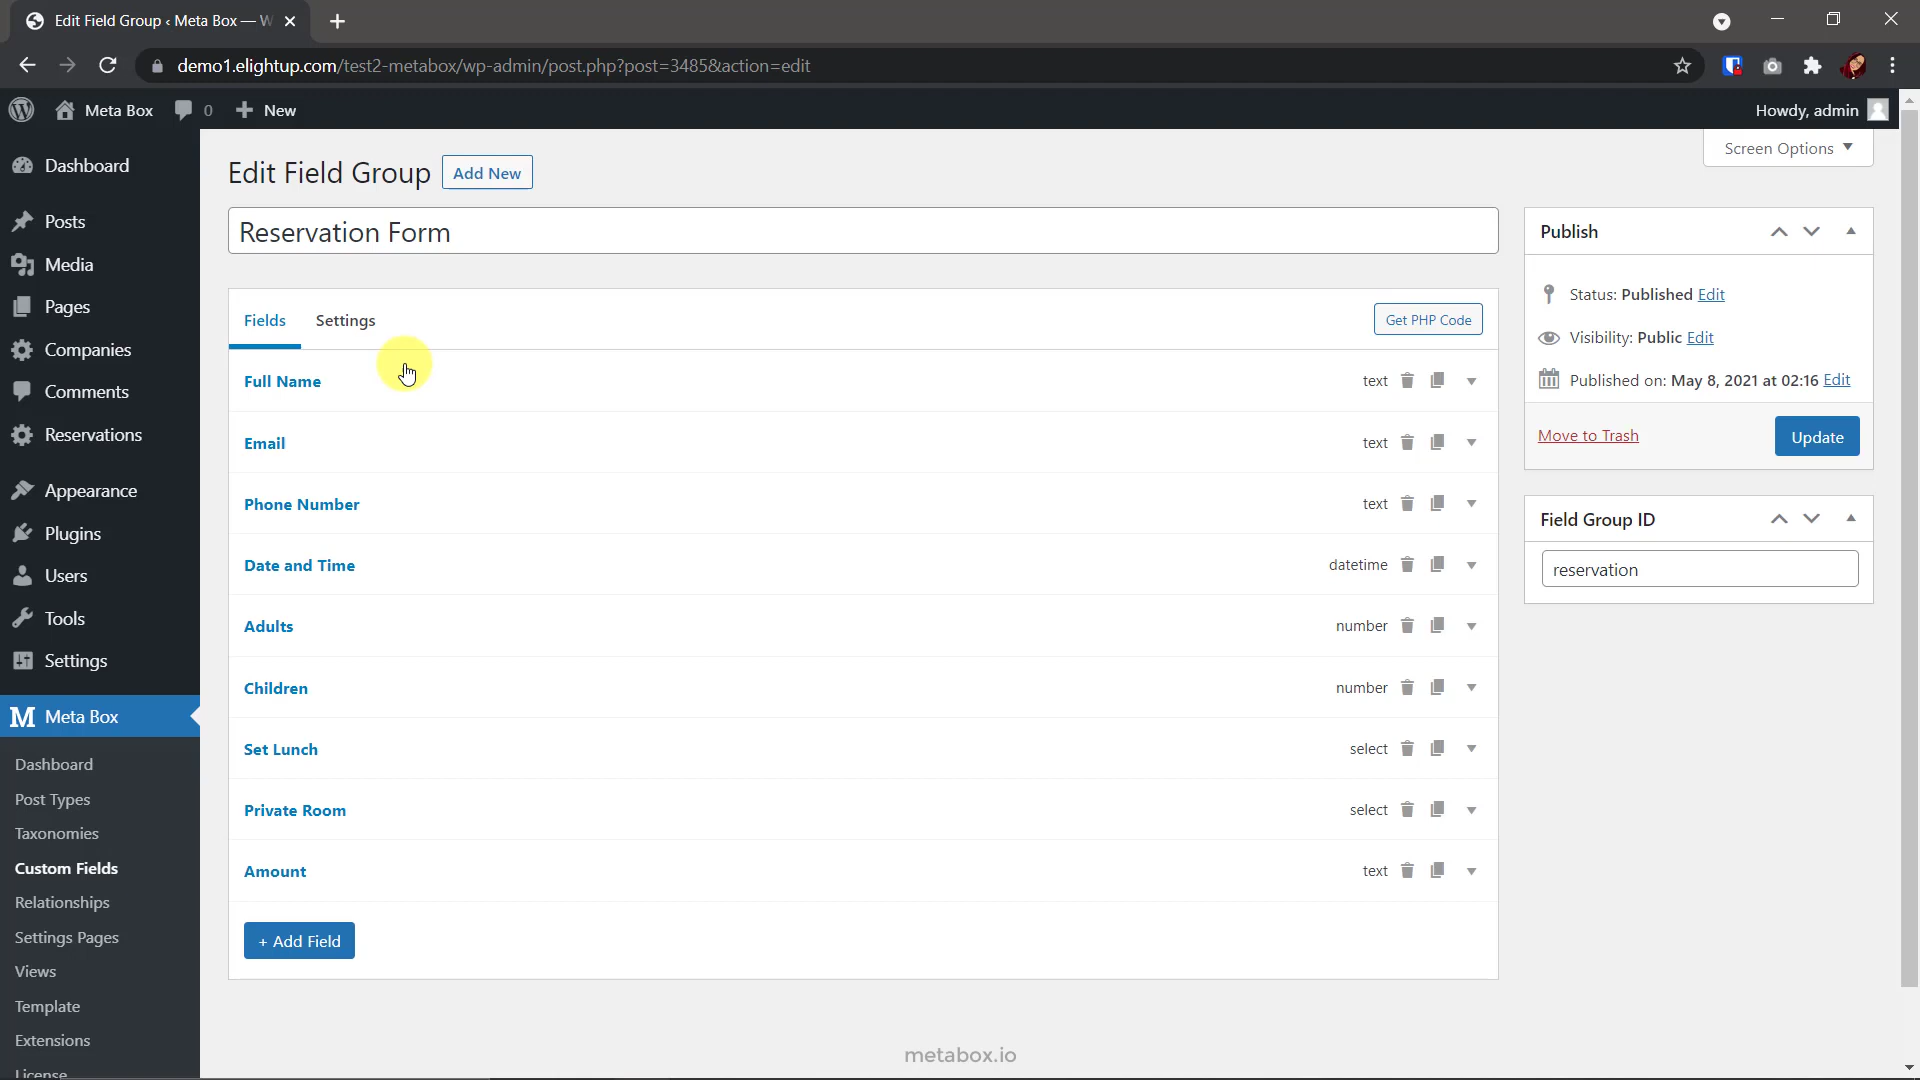 Edit Field Group ‹ Meta Box — W
demo1.elightup.com/test2-metabox/wp-admin/post.php?post=3485&action=edit
Meta Box
0
New
Howdy, admin
Screen Options
Dashboard
Posts
Media
Pages
Companies
Comments
Reservations
Appearance
Plugins
Users
Tools
Settings
Meta Box
Dashboard
Post Types
Taxonomies
Custom Fields
Relationships
Settings Pages
Views
Template
Extensions
License
Edit Field Group
Add New
Reservation Form
Fields
Settings
Get PHP Code
Full Name
text
Email
text
Phone Number
text
Date and Time
datetime
Adults
number
Children
number
Set Lunch
select
Private Room
select
Amount
text
+ Add Field
Publish
Status: Published Edit
Visibility: Public Edit
Published on: May 8, 2021 at 02:16 Edit
Move to Trash
Update
Field Group ID
reservation
metabox.io